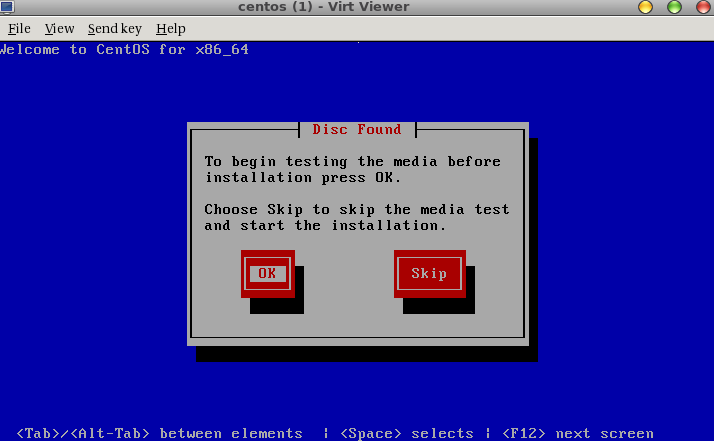 centos (1) - Virt Viewer
File View Send key Help
Welcome to CentOS for x86_64
Disc Found
To begin testing the media before
installation press OK.
Choose Skip to skip the media test
and start the installation.
OK Skip
<Tab>/<Alt-Tab> between elements | <Space> selects | <F12> next screen